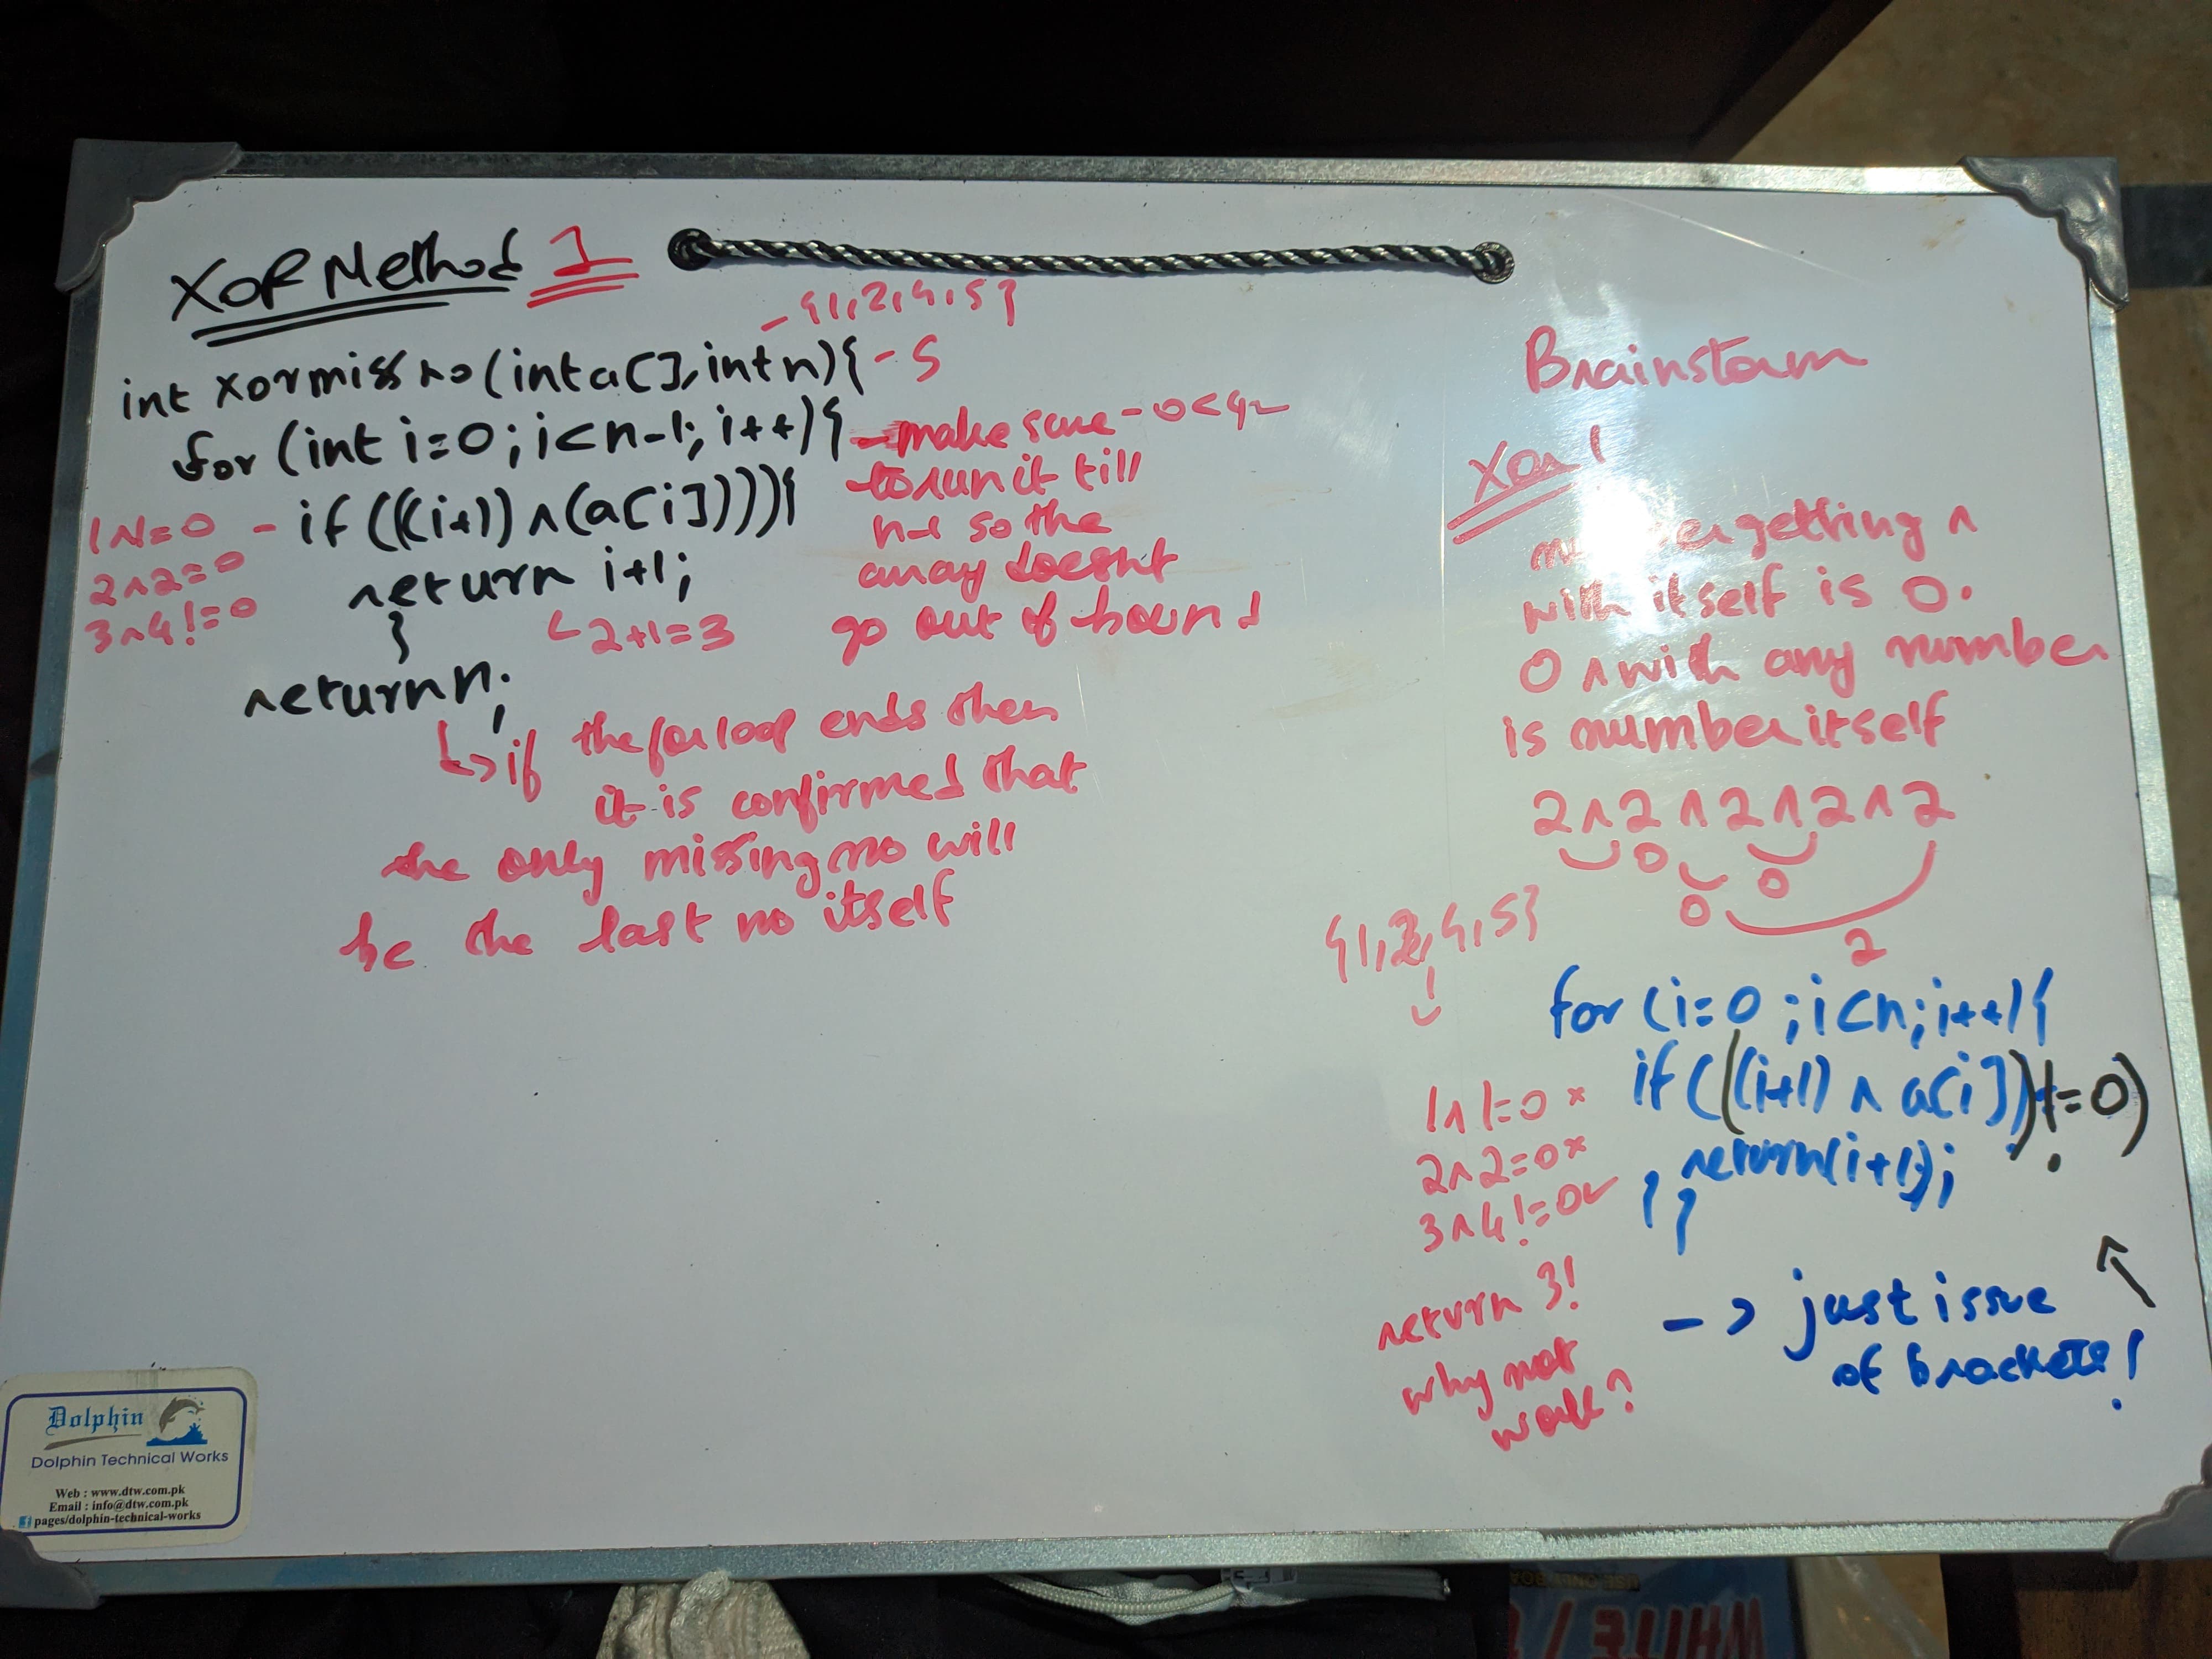 XOR Method 1
- {1,2,4,5}
int xormissno(int a[], int n){ - 5
for (int i=0; i<n-1; i++){ - make sure - 0<4
to run it till
n-1 so the
array doesnt
go out of bound
1^1=0 - if (((i+1)) ^ (a[i]))){
2^2=0
3^4!=0
return i+1;
↳ 2+1=3
}
return n;
↳ if the for loop ends then
it is confirmed that
the only missing no will
be the last no itself
Brainstorm
Xor 1
getting ^
with itself is 0.
0 ^ with any number
is number itself
2^2^2^2^2
0
0
0
2
{1,2,4,5}
for (i=0; i<n; i++){
if (((i+1) ^ a[i]))!=0)
return(i+1);
} }
1^1=0 ×
2^2=0×
3^4!=0✓
return 3!
why not
work?
-> just issue
of brackets!
Dolphin
Dolphin Technical Works
Web : www.dtw.com.pk
Email : info@dtw.com.pk
pages/dolphin-technical-works
WHITE